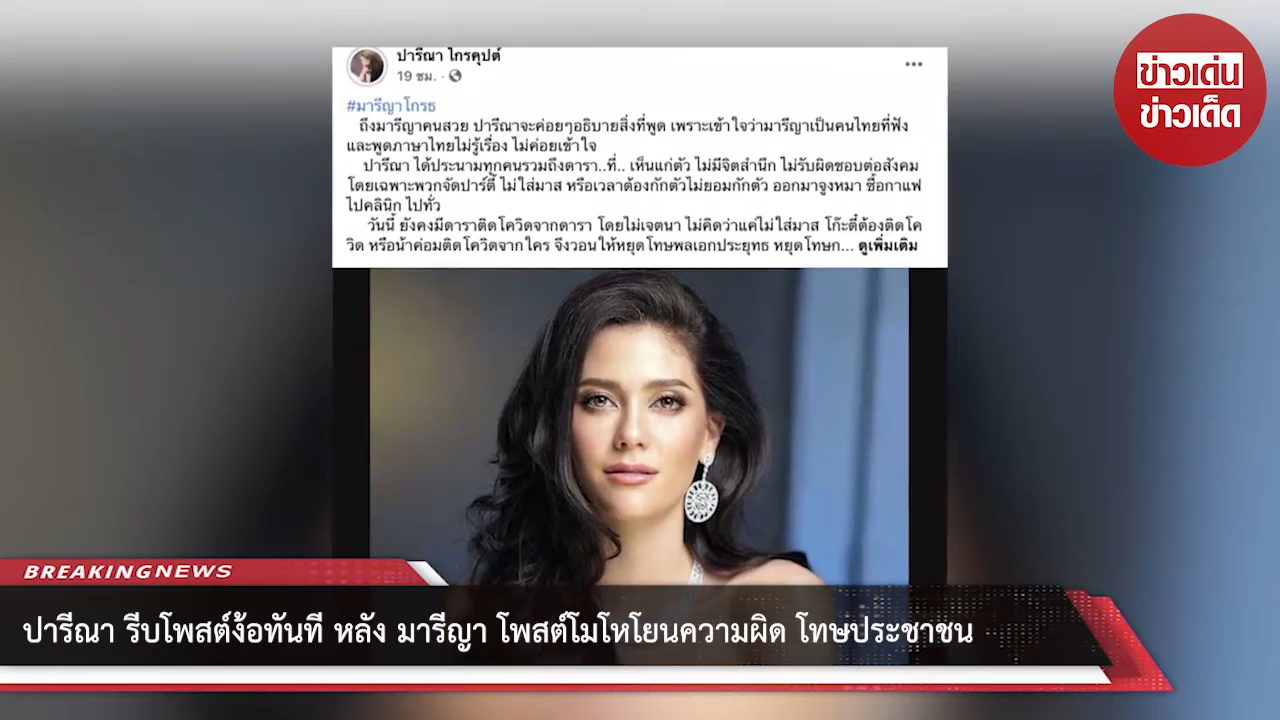 ปารีณา ไกรคุปต์
19 ชม. ·
#มารีญาโกรธ
ถึงมารีญาคนสวย ปารีณาจะค่อยๆอธิบายสิ่งที่พูด เพราะเข้าใจว่ามารีญาเป็นคนไทยที่ฟัง
และพูดภาษาไทยไม่รู้เรื่อง ไม่ค่อยเข้าใจ
ปารีณา ได้ประนามทุกคนรวมถึงดารา..ที่.. เห็นแก่ตัว ไม่มีจิตสำนึก ไม่รับผิดชอบต่อสังคม
โดยเฉพาะพวกจัดปาร์ตี้ ไม่ใส่มาส หรือเวลาต้องกักตัวไม่ยอมกักตัว ออกมาจูงหมา ซื้อกาแฟ
ไปคลินิก ไปทั่ว
วันนี้ ยังคงมีดาราติดโควิดจากดารา โดยไม่เจตนา ไม่คิดว่าแค่ไม่ใส่มาส โก๊ะตี๋ต้องติดโค
วิด หรือน้าค่อมติดโควิดจากใคร จึงวอนให้หยุดโทษพลเอกประยุทธ หยุดโทษก... ดูเพิ่มเติม
ข่าวเด่น
ข่าวเด็ด
BREAKINGNEWS
ปารีณา รีบโพสต์ง้อทันที หลัง มารีญา โพสต์โมโหโยนความผิด โทษประชาชน